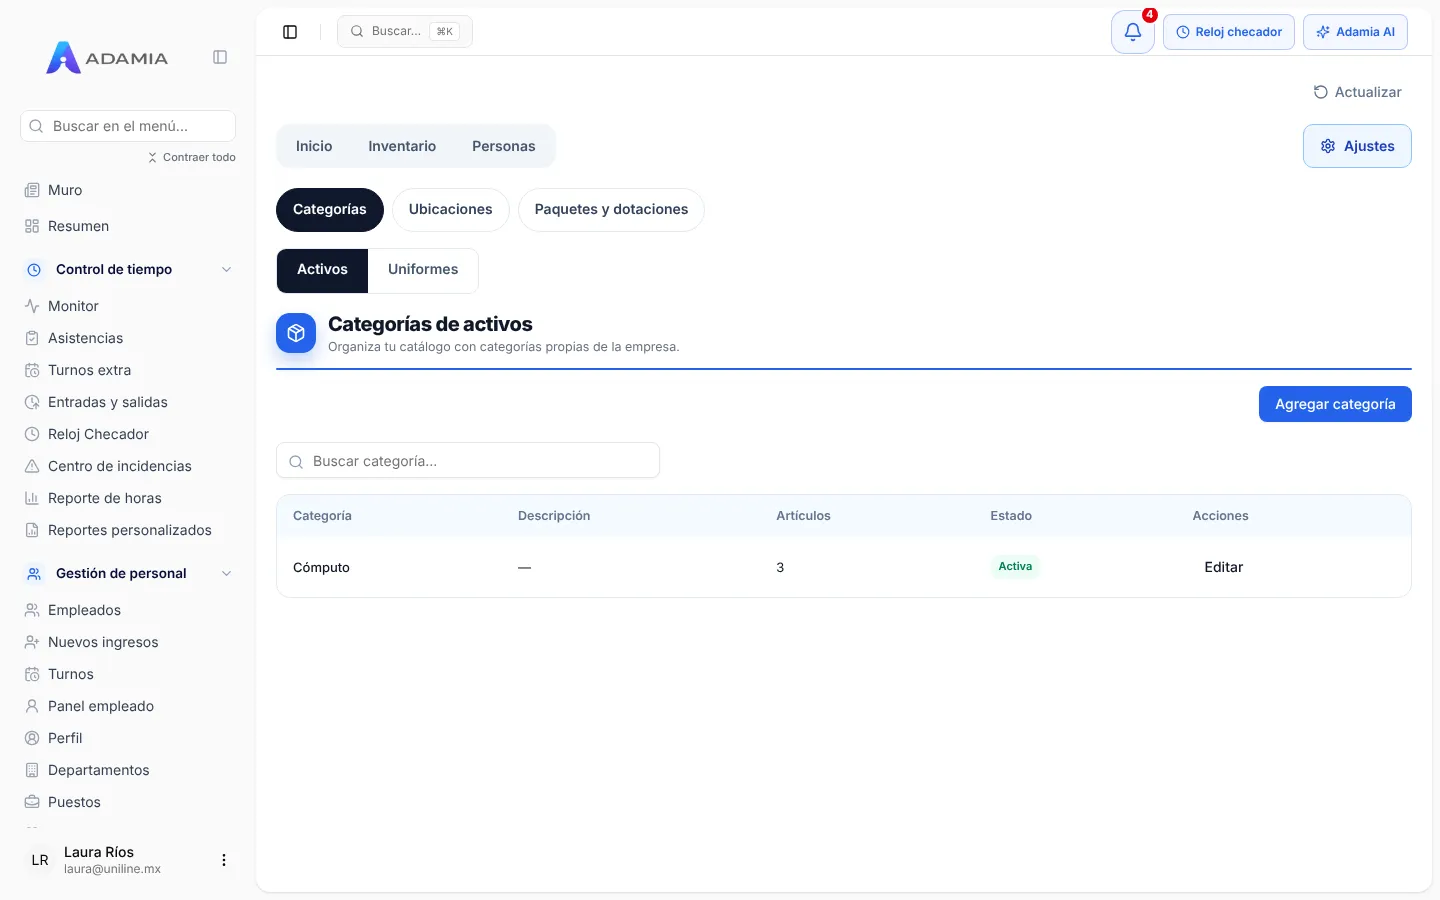 ADAMIA
Buscar en el menú...
Contraer todo
Muro
Resumen
Control de tiempo
Monitor
Asistencias
Turnos extra
Entradas y salidas
Reloj Checador
Centro de incidencias
Reporte de horas
Reportes personalizados
Gestión de personal
Empleados
Nuevos ingresos
Turnos
Panel empleado
Perfil
Departamentos
Puestos
LR
Laura Ríos
laura@uniline.mx
Buscar... ⌘K
4
Reloj checador
Adamia AI
Actualizar
Inicio Inventario Personas
Ajustes
Categorías Ubicaciones Paquetes y dotaciones
Activos Uniformes
Categorías de activos
Organiza tu catálogo con categorías propias de la empresa.
Agregar categoría
Buscar categoría...
Categoría Descripción Artículos Estado Acciones
Cómputo — 3 Activa Editar